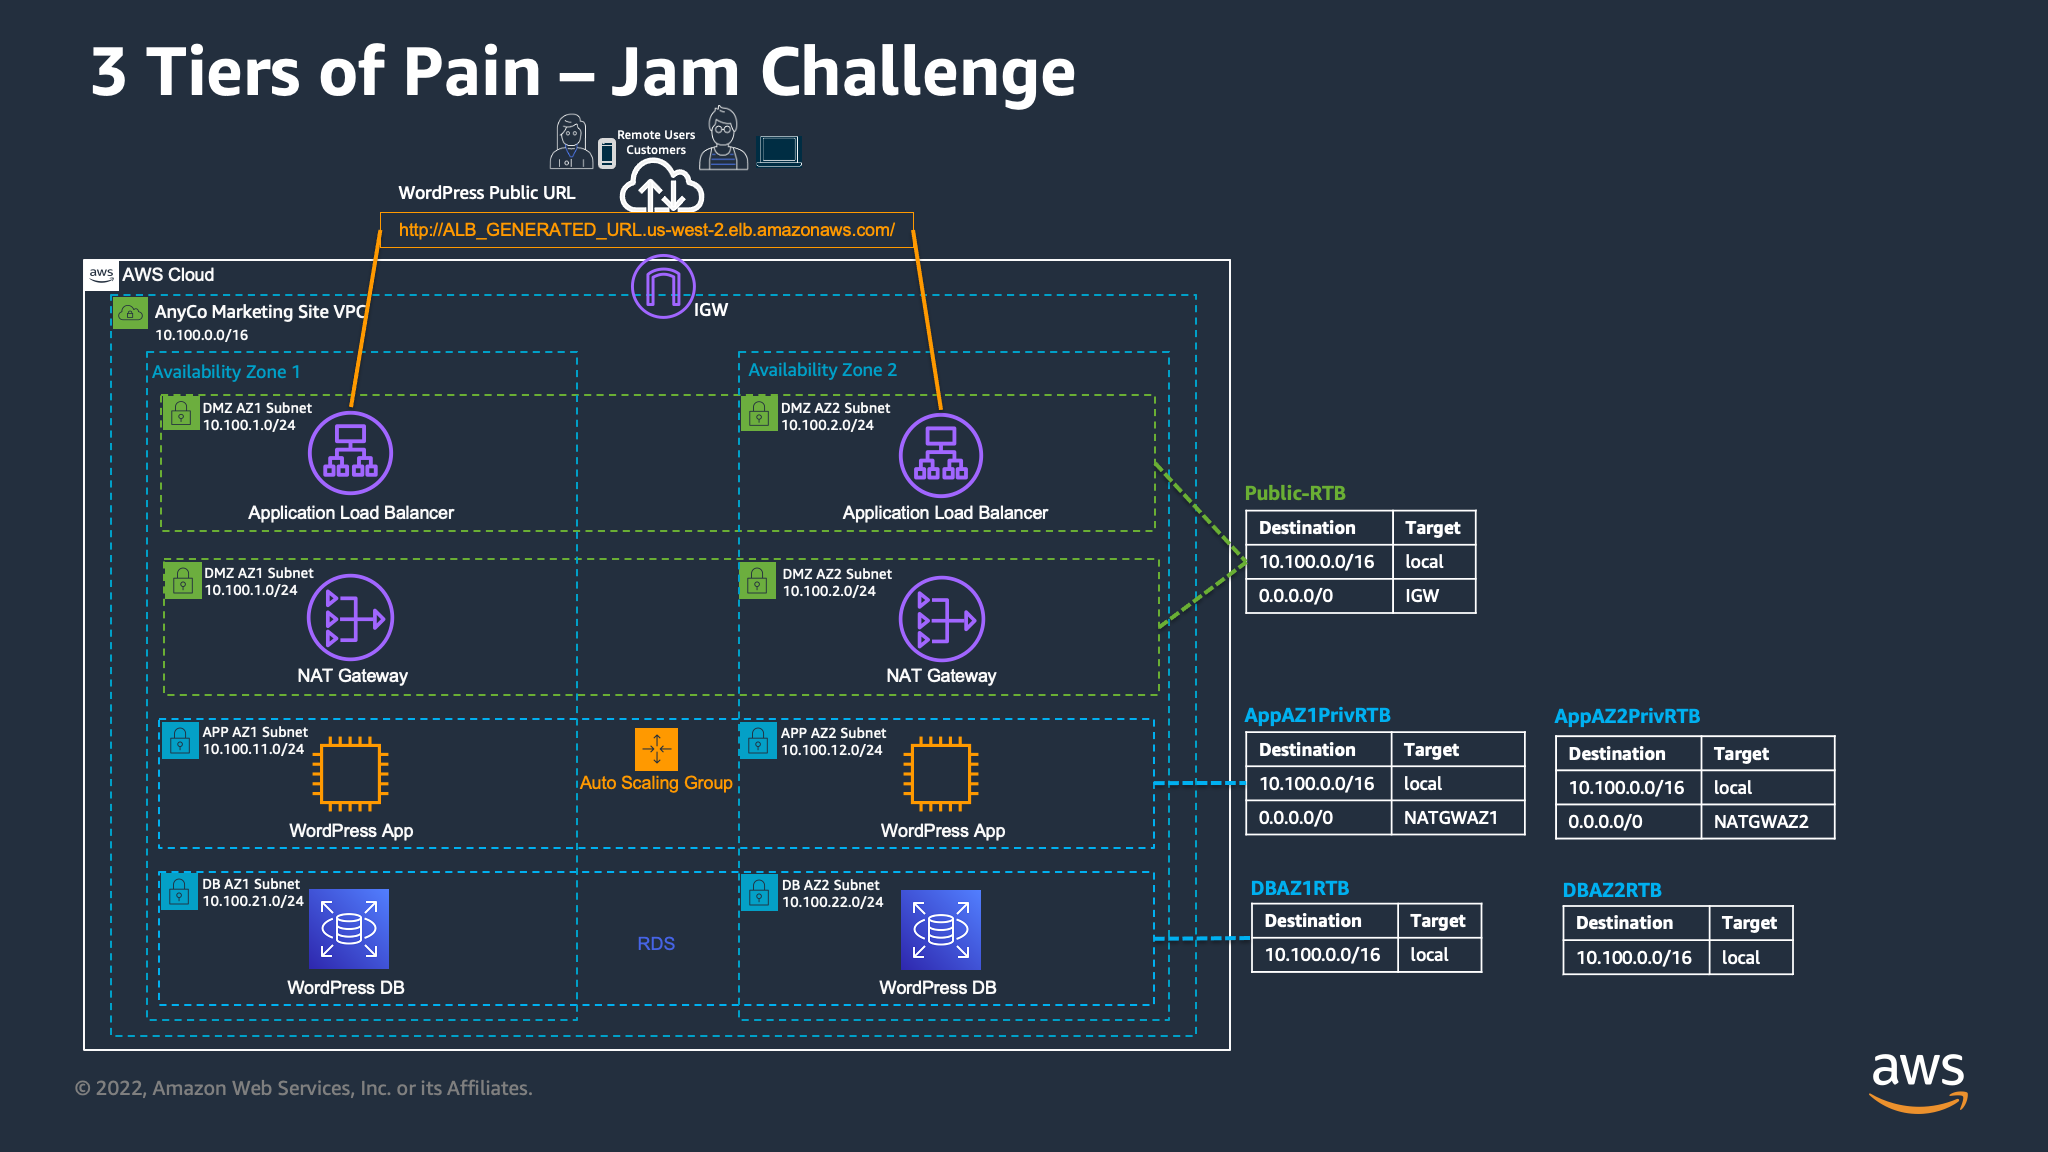 3 Tiers of Pain – Jam Challenge
Remote Users
Customers
WordPress Public URL
http://ALB_GENERATED_URL.us-west-2.elb.amazonaws.com/
aws
AWS Cloud
IGW
AnyCo Marketing Site VPC
10.100.0.0/16
Availability Zone 1
Availability Zone 2
DMZ AZ1 Subnet
10.100.1.0/24
Application Load Balancer
DMZ AZ2 Subnet
10.100.2.0/24
Application Load Balancer
DMZ AZ1 Subnet
10.100.1.0/24
NAT Gateway
DMZ AZ2 Subnet
10.100.2.0/24
NAT Gateway
APP AZ1 Subnet
10.100.11.0/24
WordPress App
Auto Scaling Group
APP AZ2 Subnet
10.100.12.0/24
WordPress App
DB AZ1 Subnet
10.100.21.0/24
WordPress DB
RDS
DB AZ2 Subnet
10.100.22.0/24
WordPress DB
Public-RTB
Destination Target
10.100.0.0/16 local
0.0.0.0/0 IGW
AppAZ1PrivRTB
Destination Target
10.100.0.0/16 local
0.0.0.0/0 NATGWAZ1
AppAZ2PrivRTB
Destination Target
10.100.0.0/16 local
0.0.0.0/0 NATGWAZ2
DBAZ1RTB
Destination Target
10.100.0.0/16 local
DBAZ2RTB
Destination Target
10.100.0.0/16 local
© 2022, Amazon Web Services, Inc. or its Affiliates.
aws